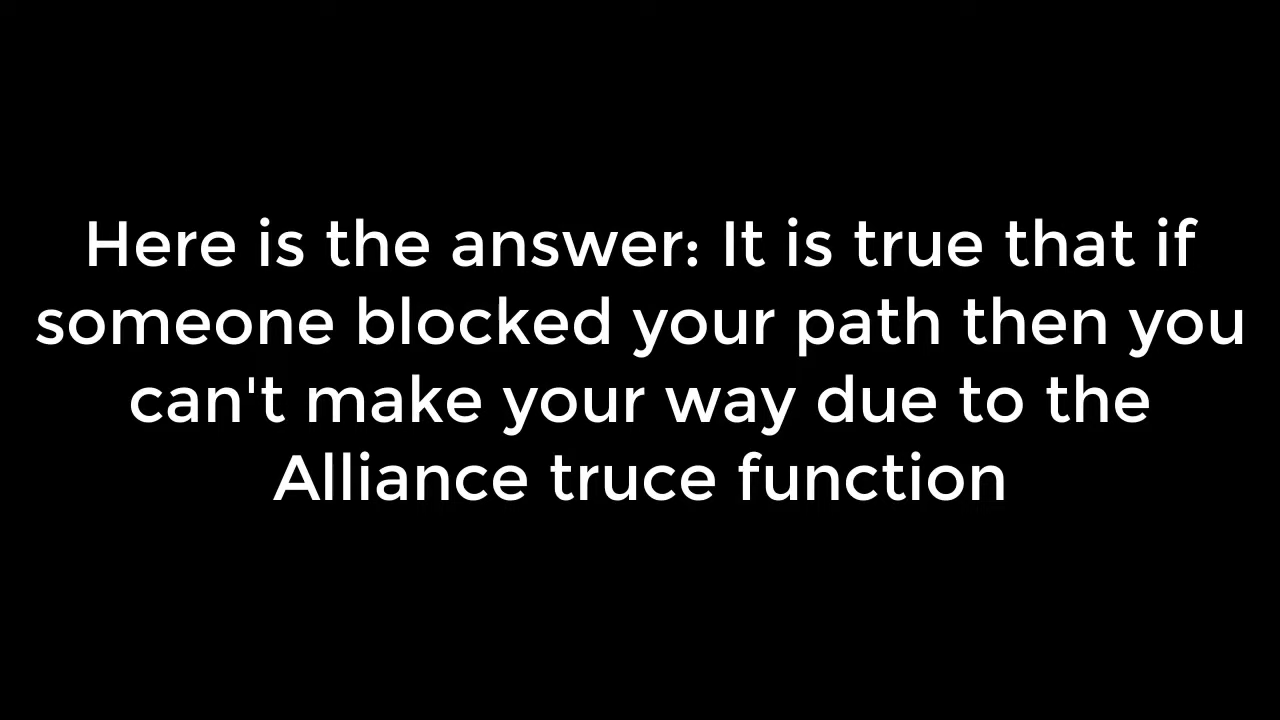 Here is the answer: It is true that if
someone blocked your path then you
can't make your way due to the
Alliance truce function